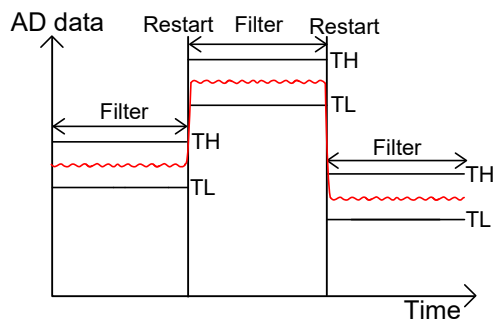 AD data
Restart
Filter
Restart
TH
TL
Filter
TH
TL
Filter
TH
TL
Time